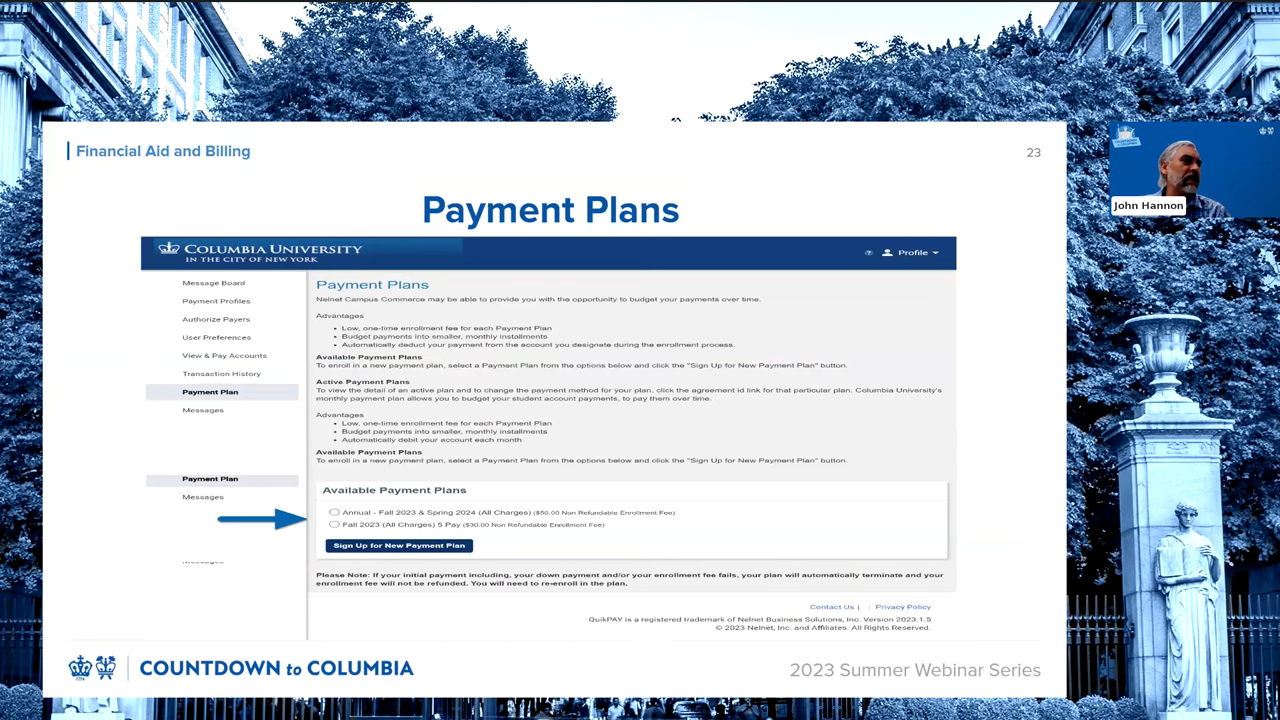 Financial Aid and Billing
23
Payment Plans
COLUMBIA UNIVERSITY
IN THE CITY OF NEW YORK
Profile
Message Board
Payment Profiles
Authorize Payers
User Preferences
View & Pay Accounts
Transaction History
Payment Plan
Messages
Payment Plan
Messages
Messages
Payment Plans
Nelnet Campus Commerce may be able to provide you with the opportunity to budget your payments over time.
Advantages
• Low, one-time enrollment fee for each Payment Plan
• Budget payments into smaller, monthly installments
• Automatically deduct your payment from the account you designate during the enrollment process.
Available Payment Plans
To enroll in a new payment plan, select a Payment Plan from the options below and click the "Sign Up for New Payment Plan" button.
Active Payment Plans
To view the detail of an active plan and to change the payment method for your plan, click the agreement id link for that particular plan. Columbia University's
monthly payment plan allows you to budget your student account payments, to pay them over time.
Advantages
• Low, one-time enrollment fee for each Payment Plan
• Budget payments into smaller, monthly installments
• Automatically debit your account each month
Available Payment Plans
To enroll in a new payment plan, select a Payment Plan from the options below and click the "Sign Up for New Payment Plan" button.
Available Payment Plans
Annual - Fall 2023 & Spring 2024 (All Charges) ($50.00 Non Refundable Enrollment Fee)
Fall 2023 (All Charges) 5 Pay ($30.00 Non Refundable Enrollment Fee)
Sign Up for New Payment Plan
Please Note: If your initial payment including, your down payment and/or your enrollment fee fails, your plan will automatically terminate and your
enrollment fee will not be refunded. You will need to re-enroll in the plan.
Contact Us | Privacy Policy
QuikPAY is a registered trademark of Nelnet Business Solutions, Inc. Version 2023.1.5
© 2023 Nelnet, Inc. and Affiliates. All Rights Reserved.
COUNTDOWN to COLUMBIA
2023 Summer Webinar Series
John Hannon